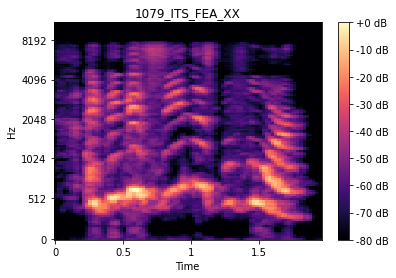 1079_ITS_FEA_XX
8192
4096
2048
1024
512
0
Hz
0
0.5
1
1.5
Time
+0 dB
-10 dB
-20 dB
-30 dB
-40 dB
-50 dB
-60 dB
-70 dB
-80 dB